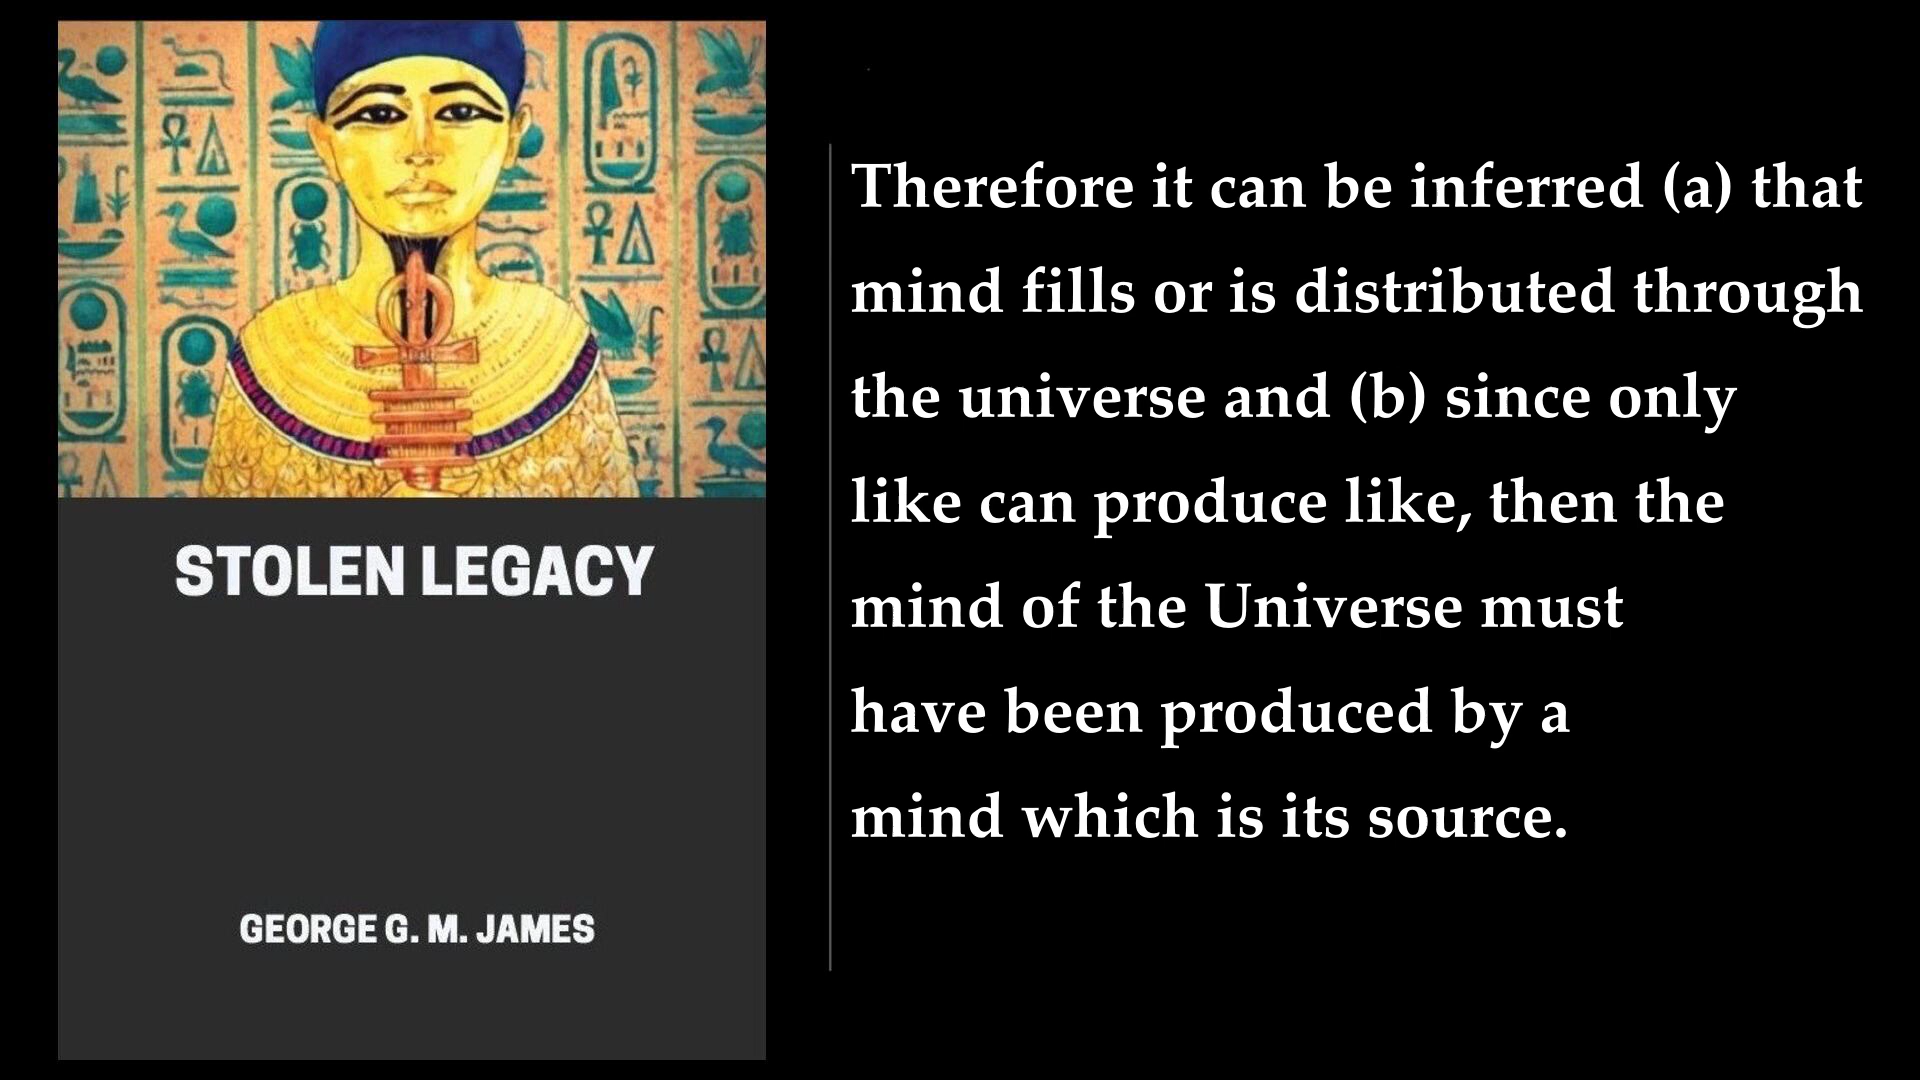 STOLEN LEGACY
GEORGE G. M. JAMES
Therefore it can be inferred (a) that
mind fills or is distributed through
the universe and (b) since only
like can produce like, then the
mind of the Universe must
have been produced by a
mind which is its source.